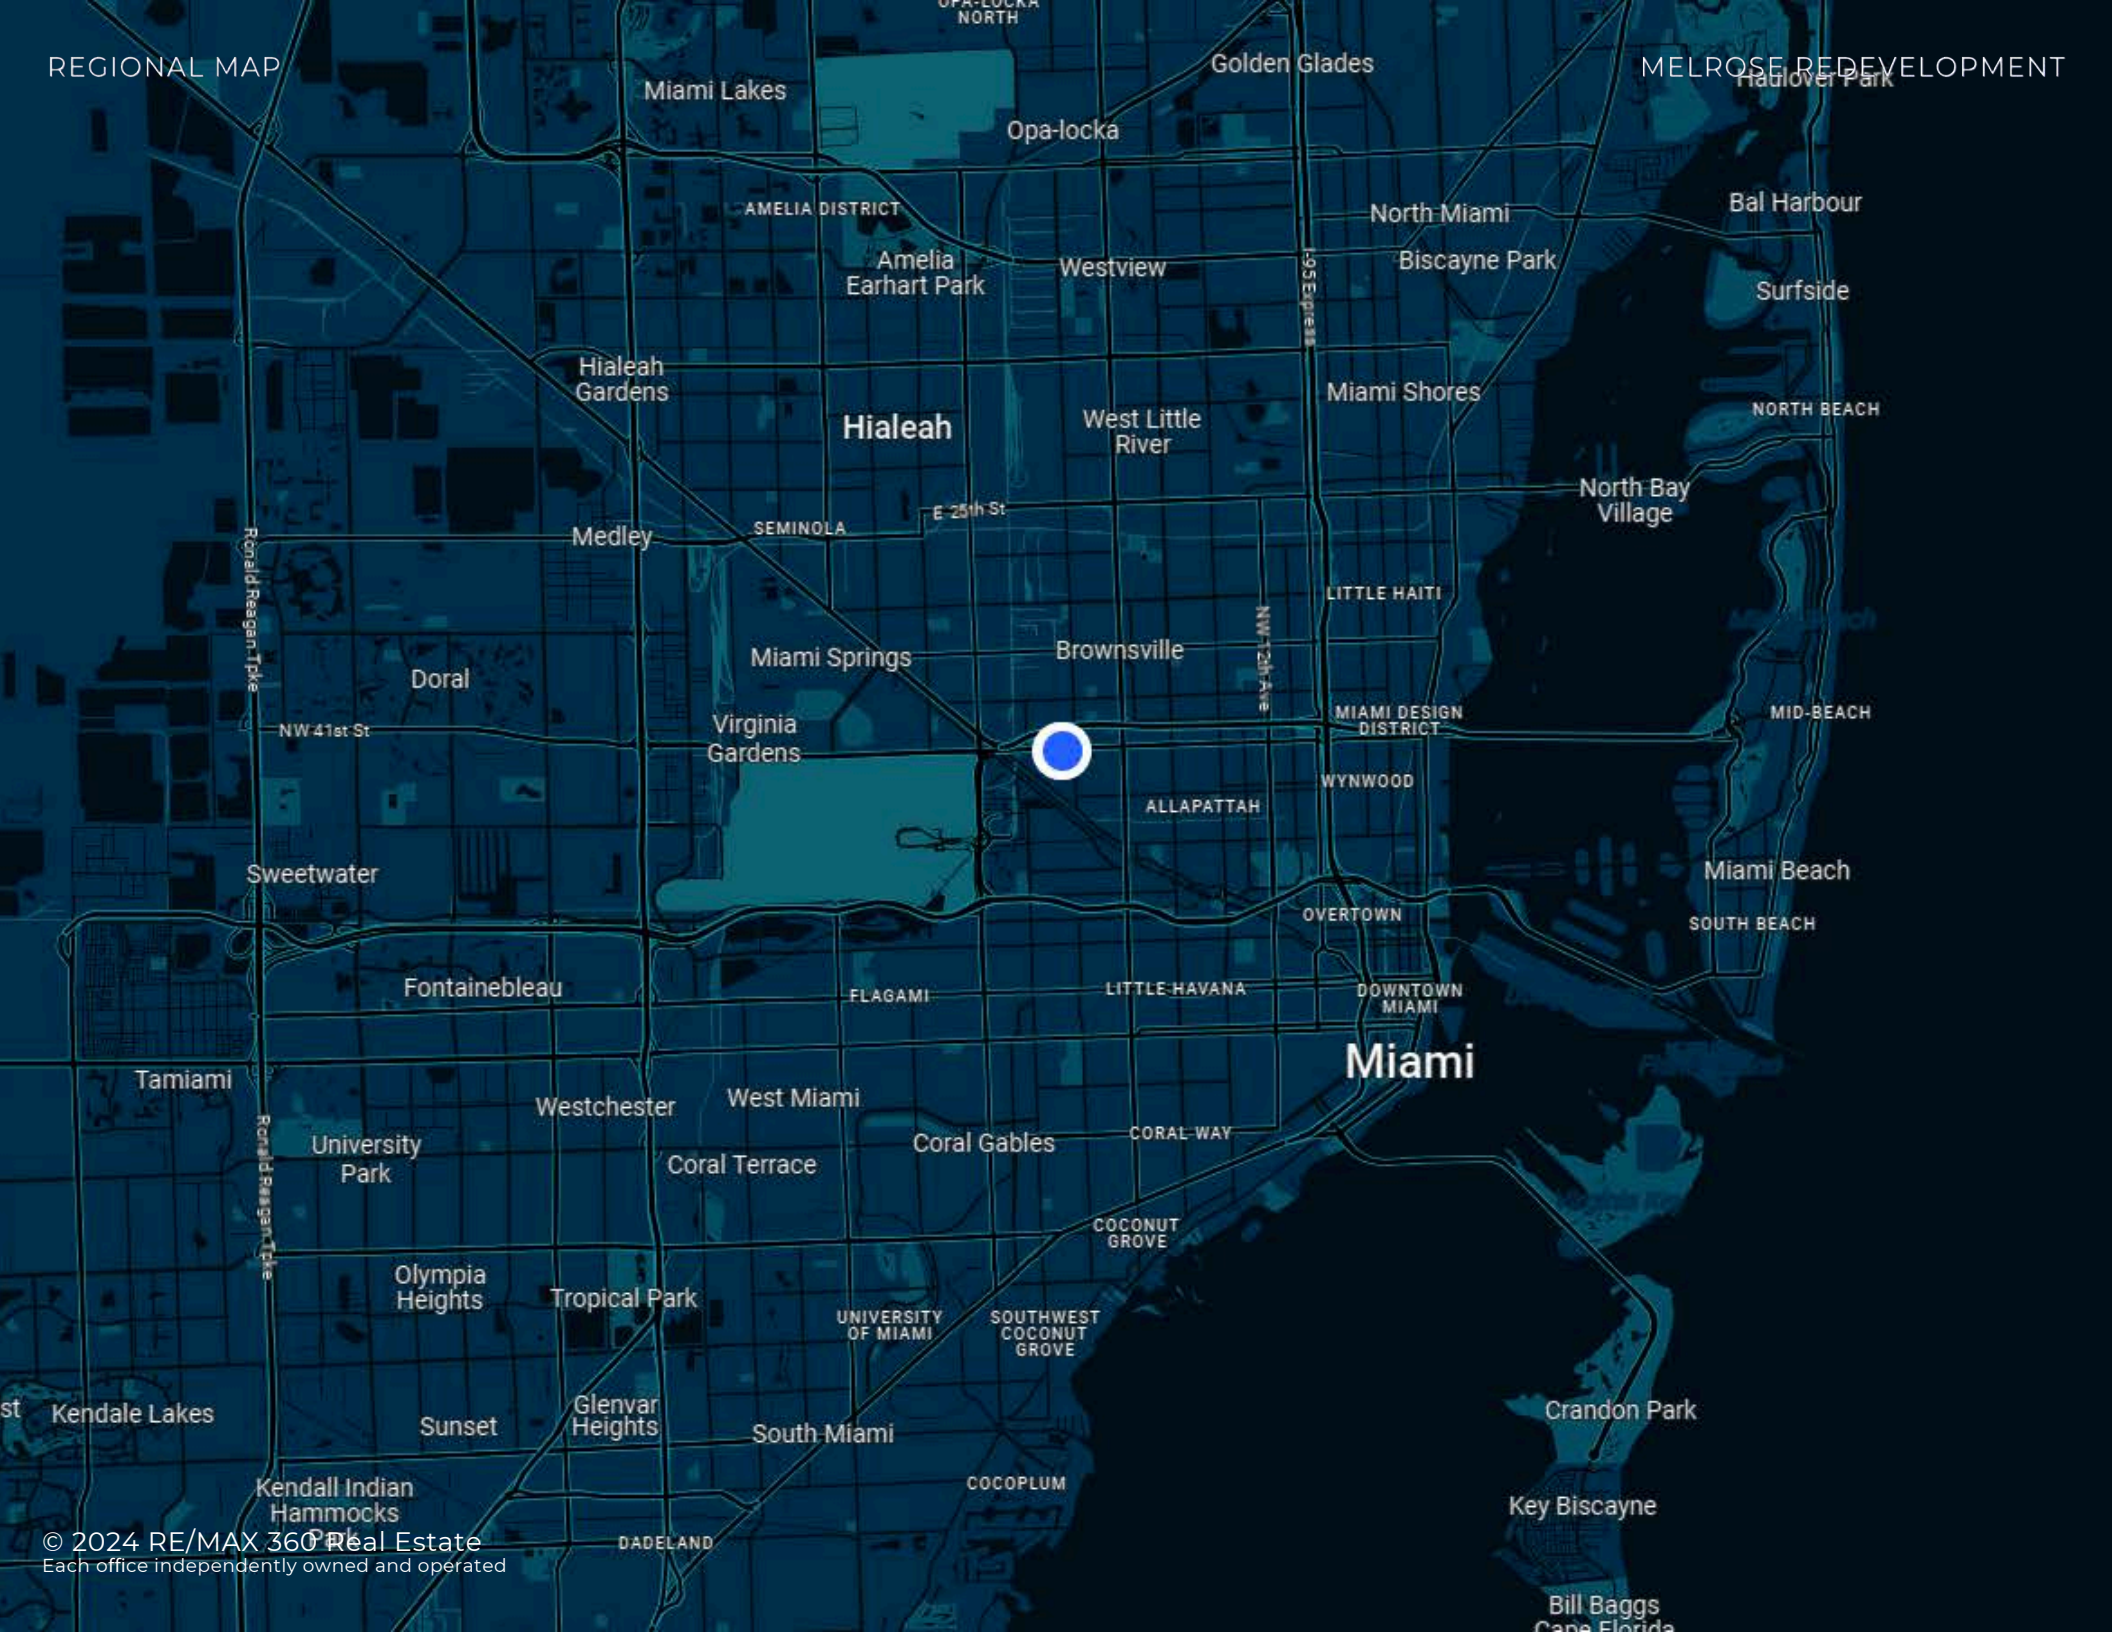 OPA-LOCKA
NORTH
REGIONAL MAP
MELROSE REDEVELOPMENT
Golden Glades
Haulover Park
Miami Lakes
Opa-locka
AMELIA DISTRICT
North Miami
Bal Harbour
Amelia
Earhart Park
Westview
I-95 Express
Biscayne Park
Surfside
Hialeah
Gardens
Miami Shores
Hialeah
West Little
River
NORTH BEACH
North Bay
Village
E 25th St
SEMINOLA
Medley
Ronald Reagan Tpke
LITTLE HAITI
NW 12th Ave
Miami Springs
Brownsville
Doral
NW 41st St
Virginia
Gardens
MIAMI DESIGN
DISTRICT
MID-BEACH
WYNWOOD
ALLAPATTAH
Sweetwater
Miami Beach
OVERTOWN
SOUTH BEACH
Fontainebleau
FLAGAMI
LITTLE HAVANA
DOWNTOWN
MIAMI
Miami
Tamiami
Westchester
West Miami
Ronald Reagan Tpke
University
Park
Coral Terrace
Coral Gables
CORAL WAY
COCONUT
GROVE
Olympia
Heights
Tropical Park
UNIVERSITY
OF MIAMI
SOUTHWEST
COCONUT
GROVE
st
Kendale Lakes
Sunset
Glenvar
Heights
South Miami
Crandon Park
Kendall Indian
Hammocks
Park
COCOPLUM
Key Biscayne
DADELAND
© 2024 RE/MAX 360 Real Estate
Each office independently owned and operated
Bill Baggs
Cape Florida